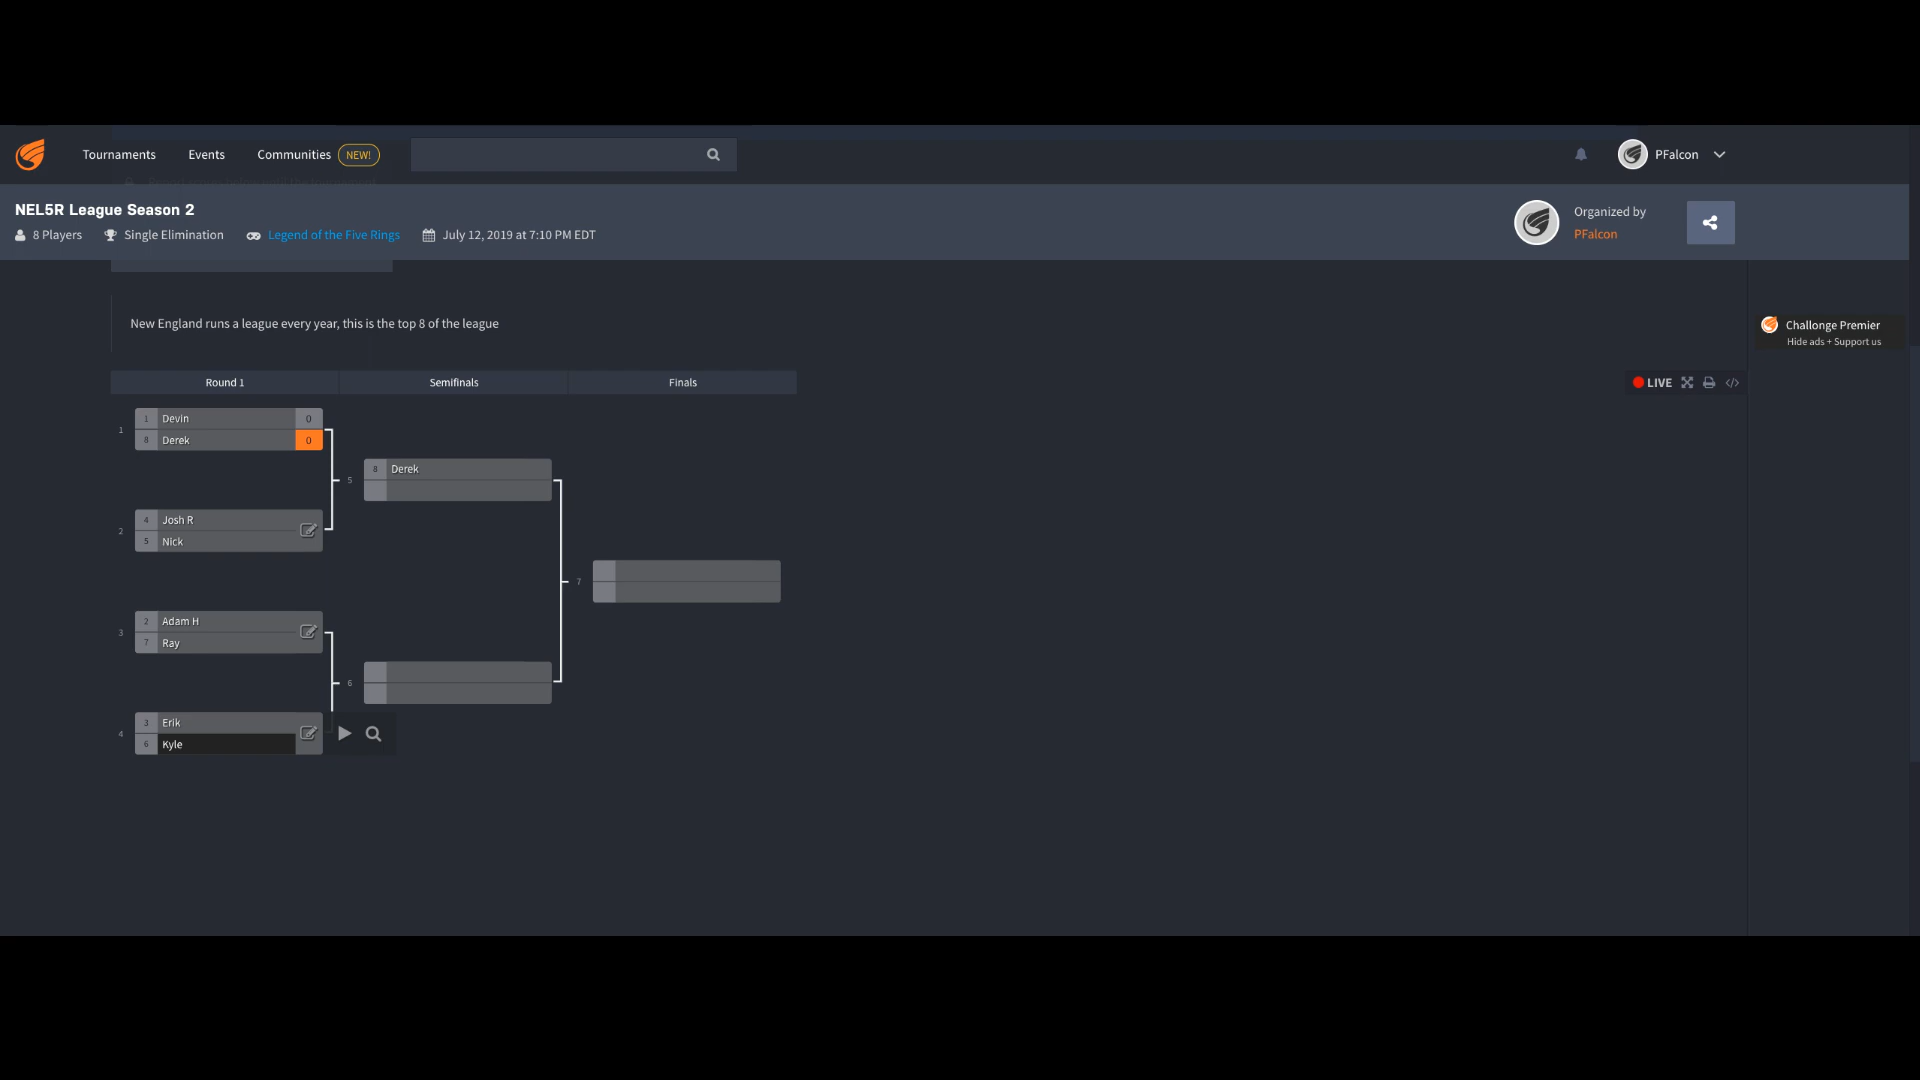 Tournaments Events Communities NEW! PFalcon
NEL5R League Season 2
8 Players Single Elimination Legend of the Five Rings July 12, 2019 at 7:10 PM EDT
Organized by
PFalcon
New England runs a league every year, this is the top 8 of the league
Challonge Premier
Hide ads + Support us
Round 1 Semifinals Finals
LIVE
1
1 Devin 0
8 Derek 0
5
8 Derek
2
4 Josh R
5 Nick
7
3
2 Adam H
7 Ray
6
4
3 Erik
6 Kyle